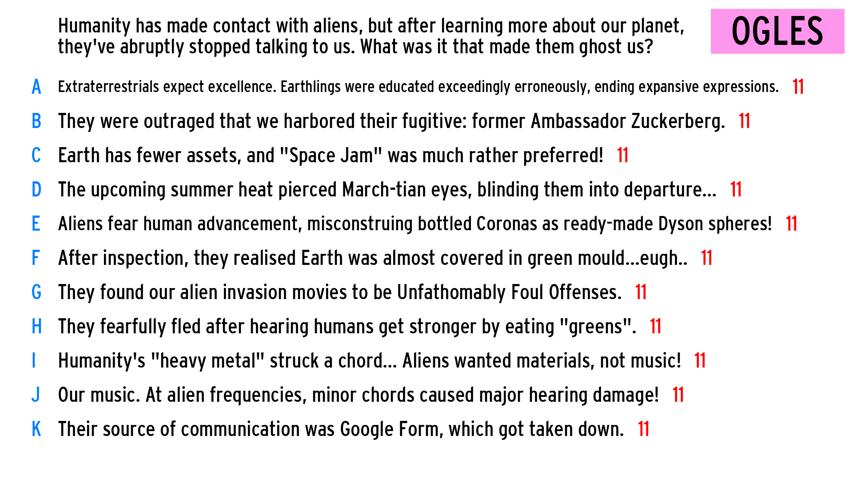 Humanity has made contact with aliens, but after learning more about our planet,
they've abruptly stopped talking to us. What was it that made them ghost us?
OGLES
A Extraterrestrials expect excellence. Earthlings were educated exceedingly erroneously, ending expansive expressions. 11
B They were outraged that we harbored their fugitive: former Ambassador Zuckerberg. 11
C Earth has fewer assets, and "Space Jam" was much rather preferred! 11
D The upcoming summer heat pierced March-tian eyes, blinding them into departure... 11
E Aliens fear human advancement, misconstruing bottled Coronas as ready-made Dyson spheres! 11
F After inspection, they realised Earth was almost covered in green mould...eugh.. 11
G They found our alien invasion movies to be Unfathomably Foul Offenses. 11
H They fearfully fled after hearing humans get stronger by eating "greens". 11
I Humanity's "heavy metal" struck a chord... Aliens wanted materials, not music! 11
J Our music. At alien frequencies, minor chords caused major hearing damage! 11
K Their source of communication was Google Form, which got taken down. 11